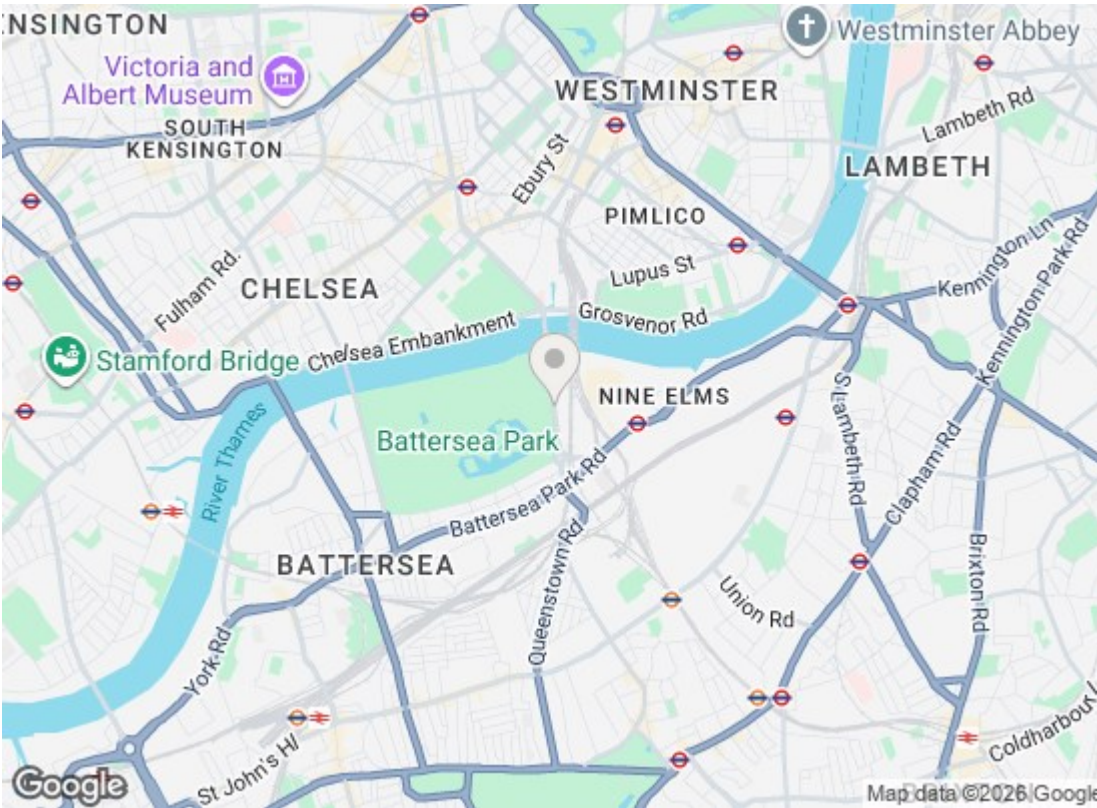 ENSINGTON
Westminster Abbey
Victoria and
Albert Museum
WESTMINSTER
SOUTH
KENSINGTON
Lambeth Rd
LAMBETH
Ebury St
PIMLICO
Kennington Ln
Kennington Park Rd
Lupus St
Fulham Rd.
CHELSEA
Grosvenor Rd
Chelsea Embankment
Stamford Bridge
NINE ELMS
S Lambeth Rd
Battersea Park
River Thames
Clapham Rd
Battersea Park Rd
BATTERSEA
Queenstown Rd
Union Rd
Brixton Rd
York Rd
Coldharbour L
St John's Hl
Google
Map data ©2026 Google